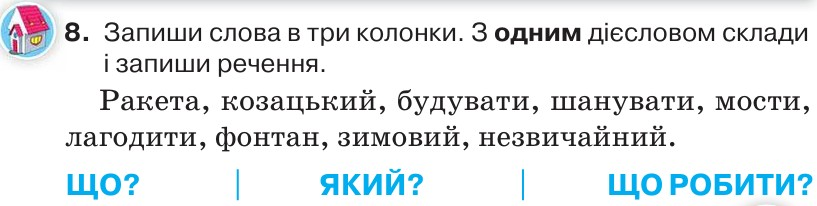 8. Запиши слова в три колонки. З одним дієсловом склади
і запиши речення.
Ракета, козацький, будувати, шанувати, мости,
лагодити, фонтан, зимовий, незвичайний.
ЩО? | ЯКИЙ? | ЩО РОБИТИ?